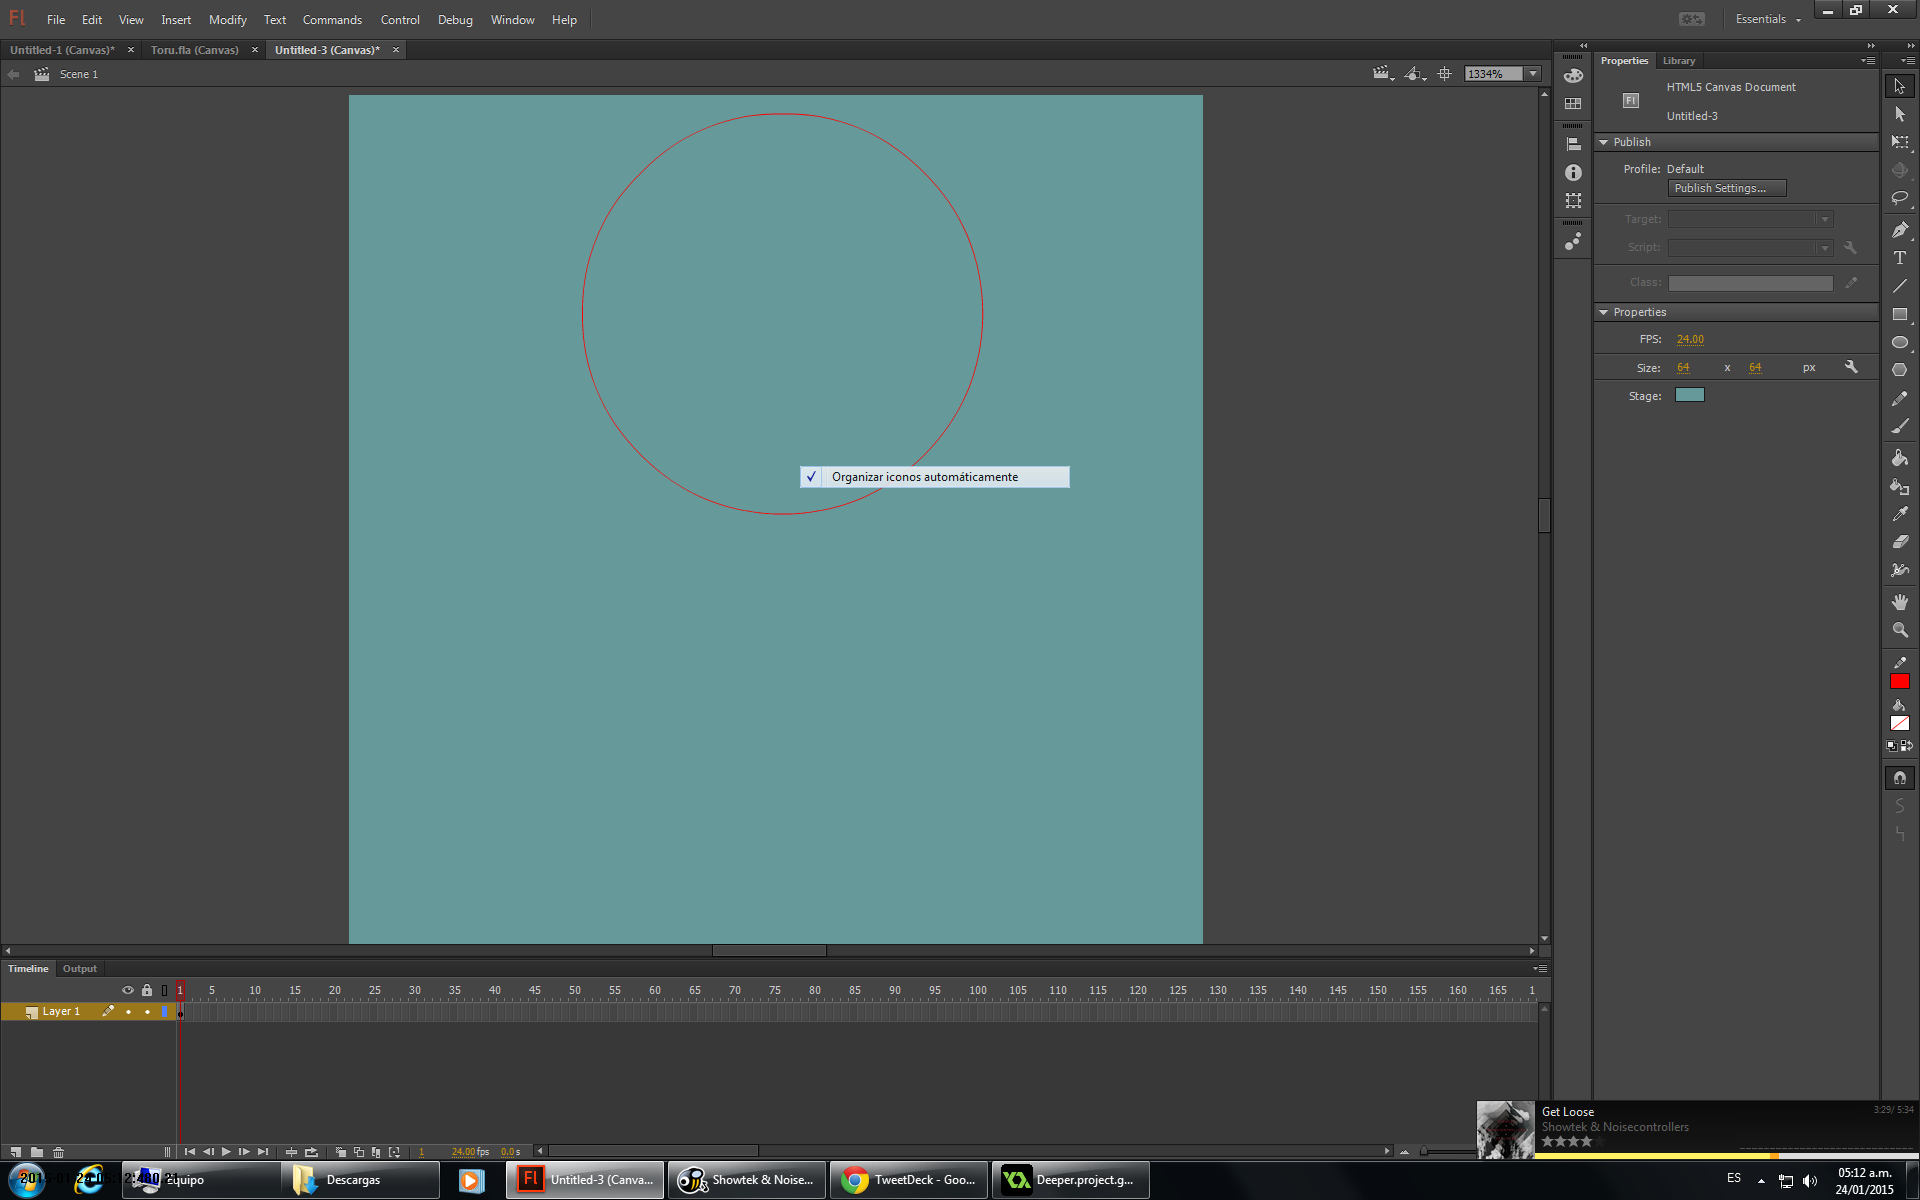 Fl File Edit View Insert Modify Text Commands Control Debug Window Help Essentials
Untitled-1 (Canvas)* × Toru.fla (Canvas) × Untitled-3 (Canvas)* ×
Scene 1 1334%
Properties Library
HTML5 Canvas Document
Fl
Untitled-3
Publish
Profile: Default
Publish Settings...
Target:
Script:
Class:
Properties
FPS: 24.00
Size: 64 x 64 px
Stage:
✓ Organizar iconos automáticamente
Timeline Output
1 5 10 15 20 25 30 35 40 45 50 55 60 65 70 75 80 85 90 95 100 105 110 115 120 125 130 135 140 145 150 155 160 165 1
Layer 1
1 24.00 fps 0.0 s
Get Loose 3:29/ 5:34
Showtek & Noisecontrollers
Equipo Descargas Fl Untitled-3 (Canva... Showtek & Noise... TweetDeck - Goo... Deeper.project.g... ES
05:12 a.m.
24/01/2015